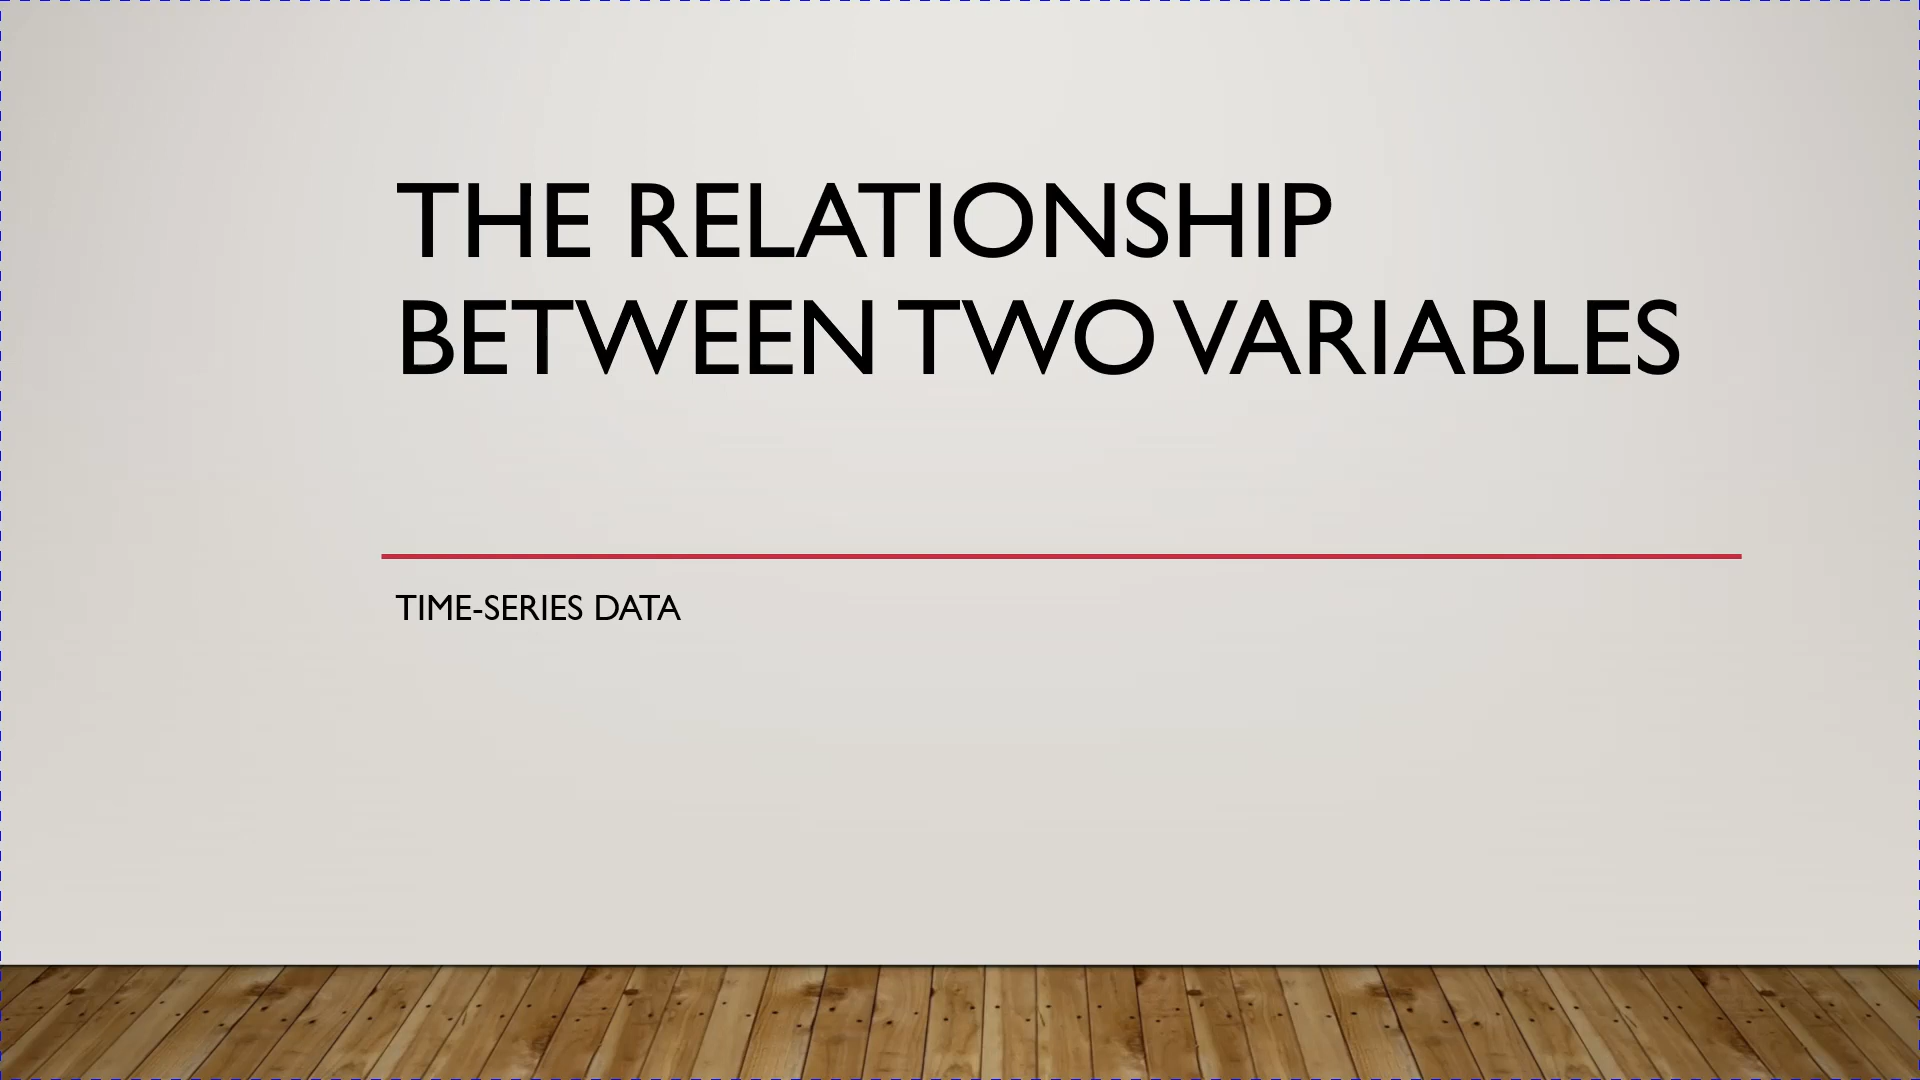 THE RELATIONSHIP
BETWEEN TWO VARIABLES
TIME-SERIES DATA